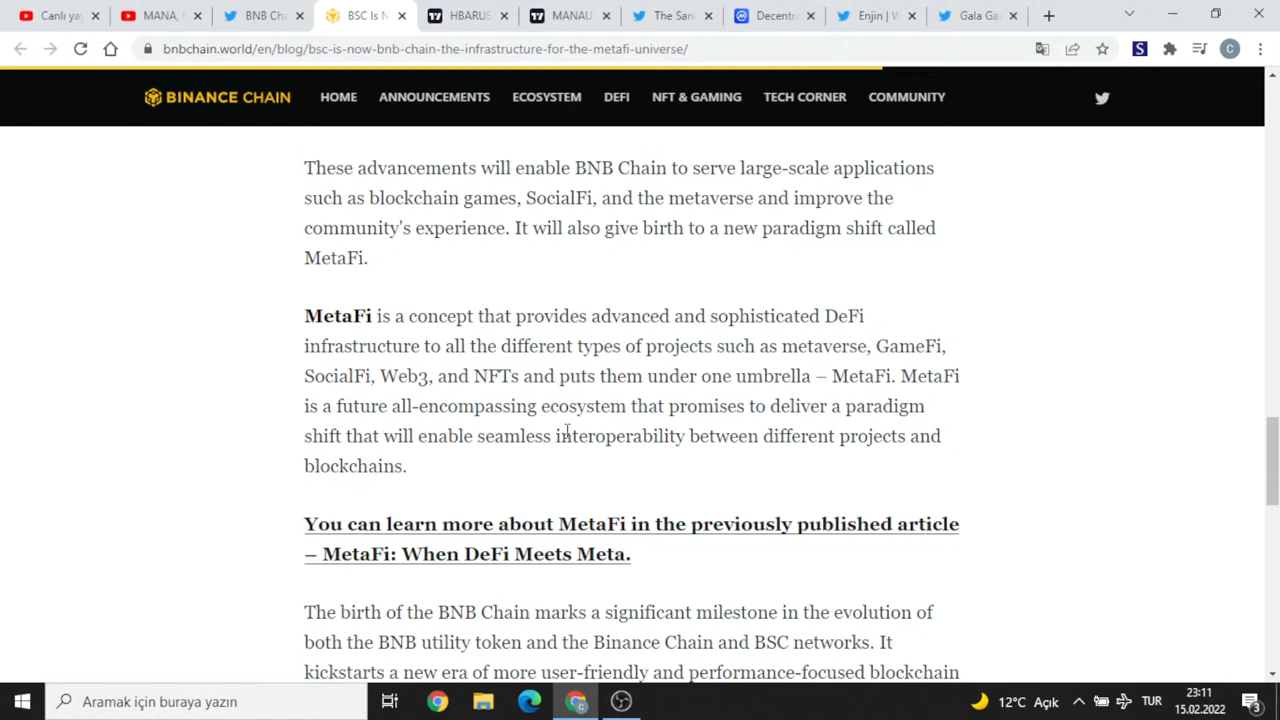 Canlı ya
MANA,
BNB Cha
BSC Is N
HBARUS
MANAU
The San
Decentra
Enjin | W
Gala Ga
bnbchain.world/en/blog/bsc-is-now-bnb-chain-the-infrastructure-for-the-metafi-universe/
S
C
BINANCE CHAIN HOME ANNOUNCEMENTS ECOSYSTEM DEFI NFT & GAMING TECH CORNER COMMUNITY
These advancements will enable BNB Chain to serve large-scale applications
such as blockchain games, SocialFi, and the metaverse and improve the
community's experience. It will also give birth to a new paradigm shift called
MetaFi.
MetaFi is a concept that provides advanced and sophisticated DeFi
infrastructure to all the different types of projects such as metaverse, GameFi,
SocialFi, Web3, and NFTs and puts them under one umbrella – MetaFi. MetaFi
is a future all-encompassing ecosystem that promises to deliver a paradigm
shift that will enable seamless interoperability between different projects and
blockchains.
You can learn more about MetaFi in the previously published article
– MetaFi: When DeFi Meets Meta.
The birth of the BNB Chain marks a significant milestone in the evolution of
both the BNB utility token and the Binance Chain and BSC networks. It
kickstarts a new era of more user-friendly and performance-focused blockchain
Aramak için buraya yazın
12°C Açık
TUR
23:11
15.02.2022
3